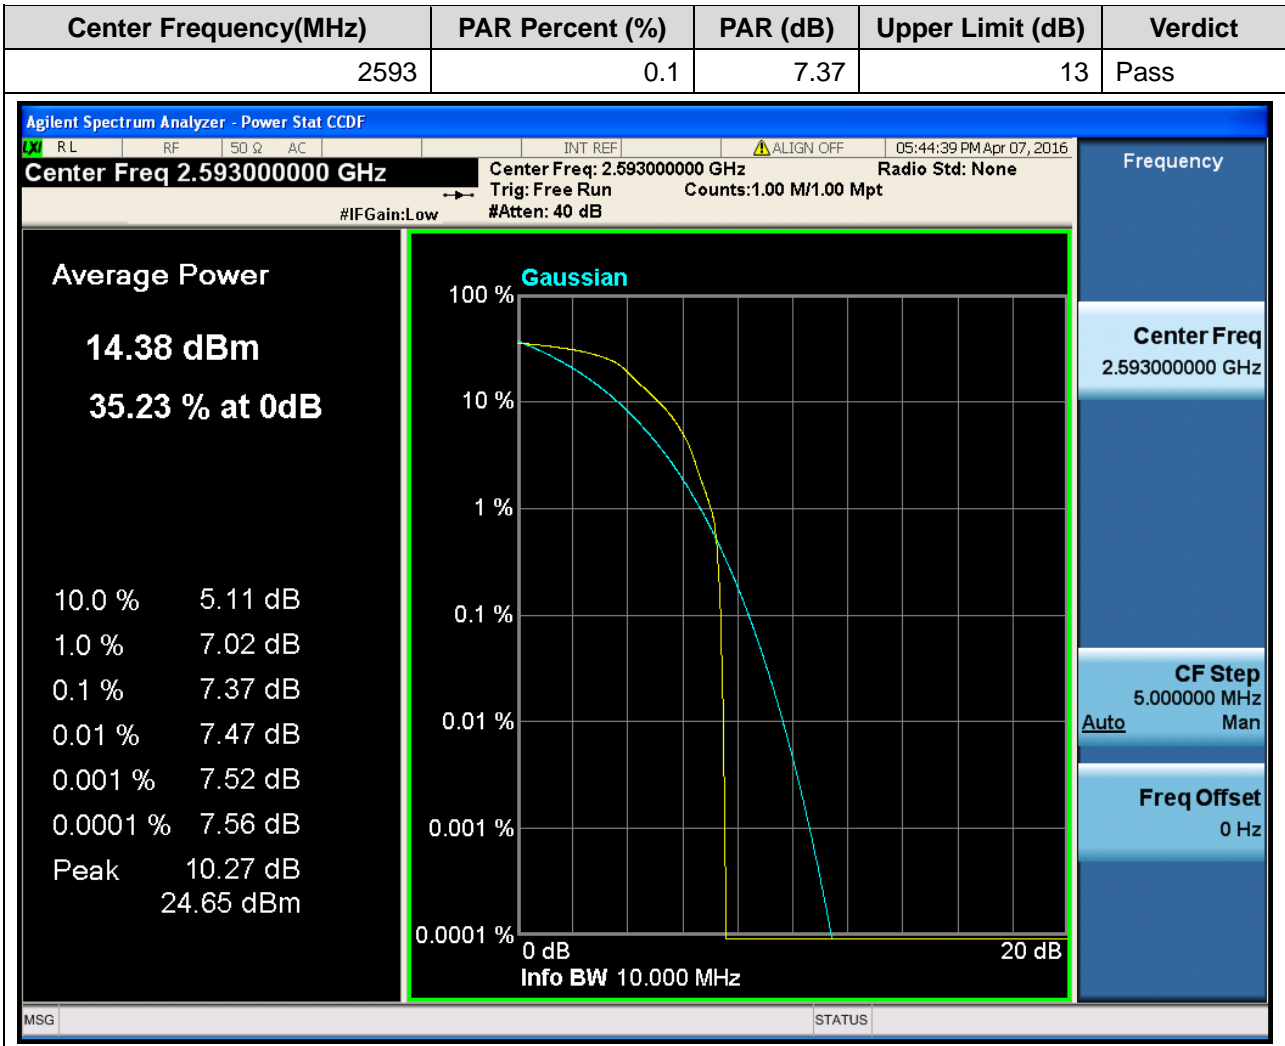 Center Frequency(MHz) PAR Percent (%) PAR (dB) Upper Limit (dB) Verdict
2593 0.1 7.37 13 Pass
Agilent Spectrum Analyzer - Power Stat CCDF
LXI RL RF 50 Ω AC INT REF ALIGN OFF 05:44:39 PM Apr 07, 2016
Center Freq 2.593000000 GHz
#IFGain:Low
Center Freq: 2.593000000 GHz Radio Std: None
Trig: Free Run Counts:1.00 M/1.00 Mpt
#Atten: 40 dB
Average Power
14.38 dBm
35.23 % at 0dB
10.0 % 5.11 dB
1.0 % 7.02 dB
0.1 % 7.37 dB
0.01 % 7.47 dB
0.001 % 7.52 dB
0.0001 % 7.56 dB
Peak 10.27 dB
24.65 dBm
Gaussian
100 %
10 %
1 %
0.1 %
0.01 %
0.001 %
0.0001 %
0 dB 20 dB
Info BW 10.000 MHz
Frequency
Center Freq
2.593000000 GHz
CF Step
5.000000 MHz
Auto Man
Freq Offset
0 Hz
MSG STATUS